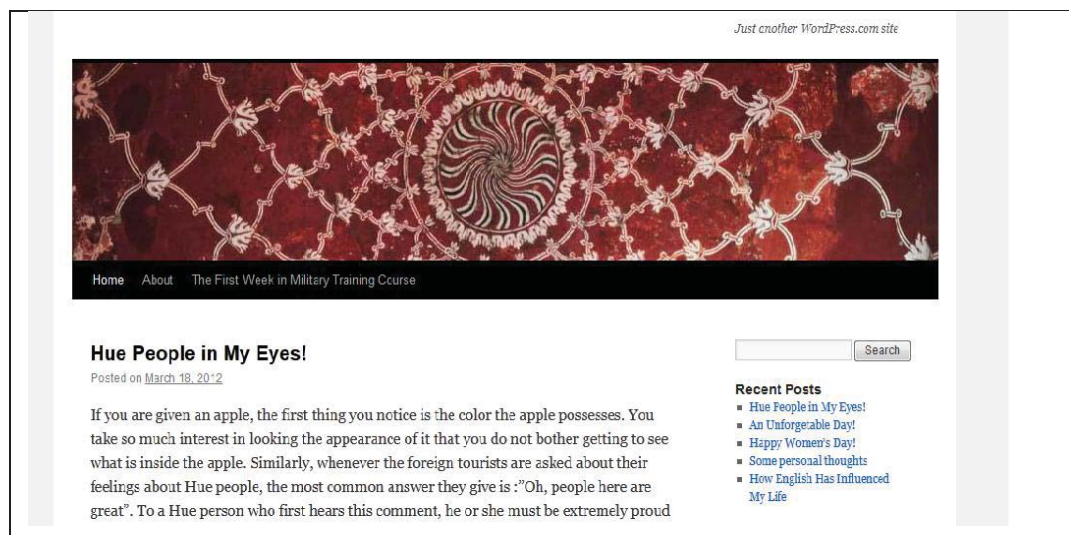 Just another WordPress.com site
Home About The First Week in Military Training Course
Hue People in My Eyes!
Posted on March 18, 2012
If you are given an apple, the first thing you notice is the color the apple possesses. You
take so much interest in looking the appearance of it that you do not bother getting to see
what is inside the apple. Similarly, whenever the foreign tourists are asked about their
feelings about Hue people, the most common answer they give is :”Oh, people here are
great”. To a Hue person who first hears this comment, he or she must be extremely proud
Search
Recent Posts
Hue People in My Eyes!
An Unforgetable Day!
Happy Women's Day!
Some personal thoughts
How English Has Influenced
My Life